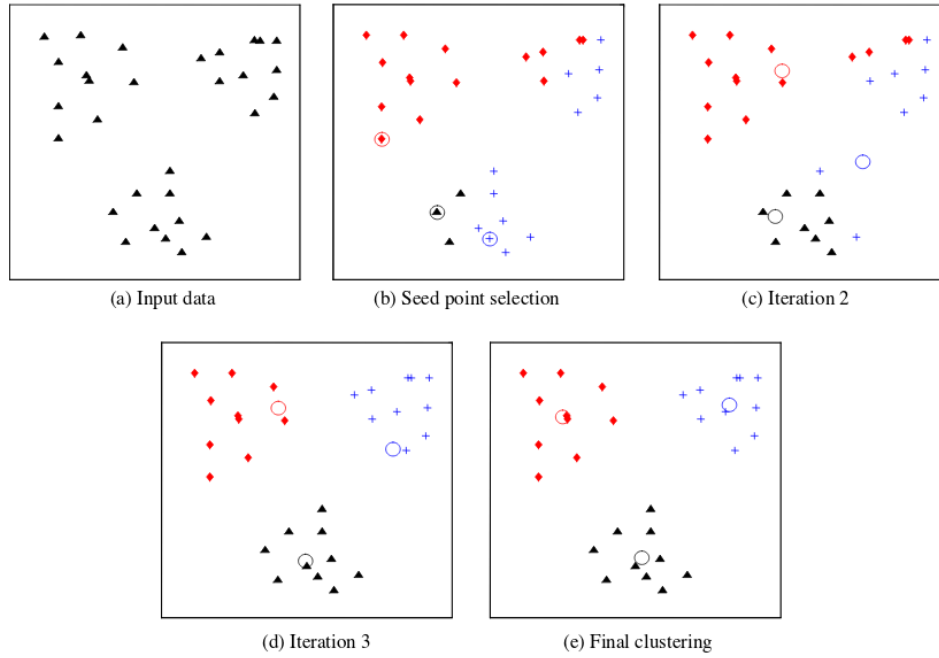 (a) Input data
(b) Seed point selection
(c) Iteration 2
(d) Iteration 3
(e) Final clustering